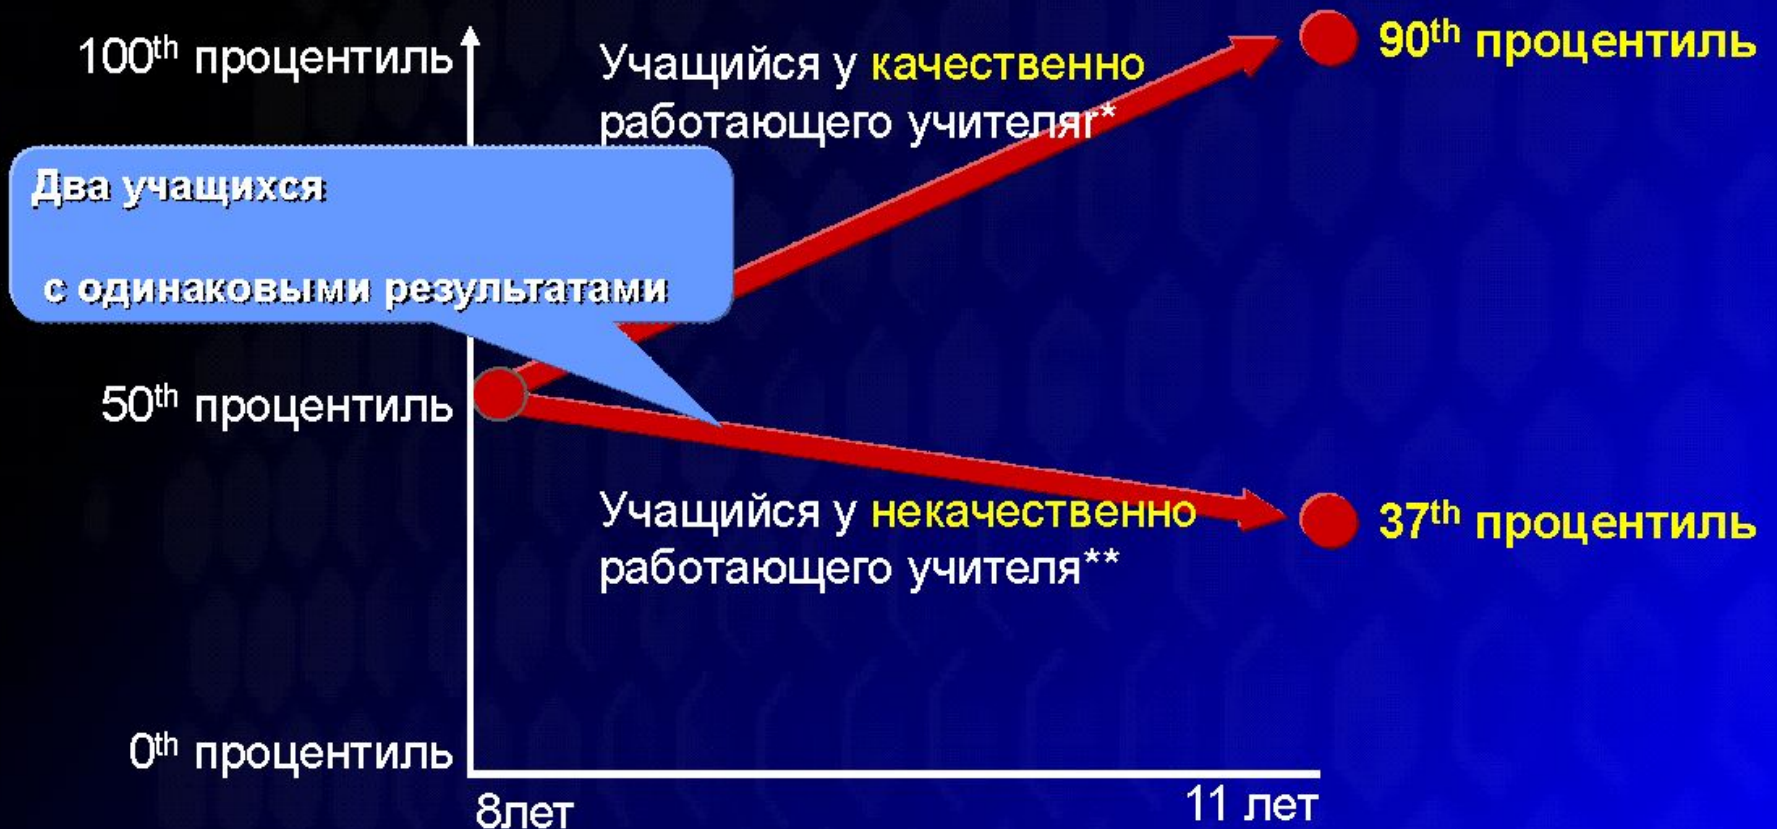 100th процентиль
Учащийся у качественно
работающего учителяr*
90th процентиль
Два учащихся
с одинаковыми результатами
50th процентиль
Учащийся у некачественно
работающего учителя**
37th процентиль
0th процентиль
8лет
11 лет